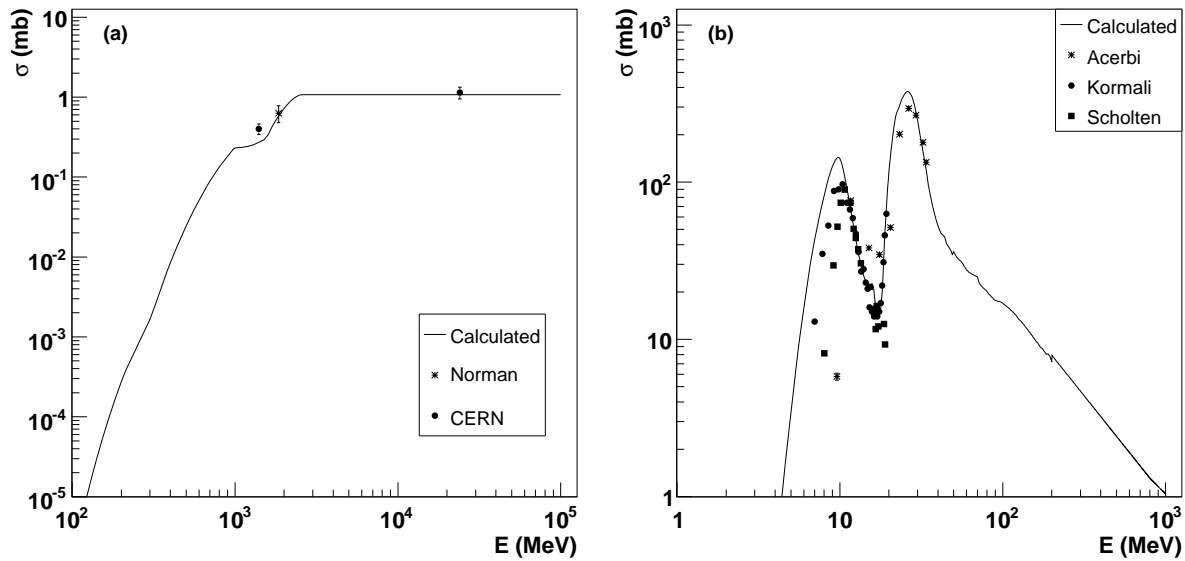 (a)
σ (mb)
10
1
10⁻¹
10⁻²
10⁻³
10⁻⁴
10⁻⁵
Calculated
Norman
CERN
10² 10³ 10⁴ 10⁵
E (MeV)
(b)
σ (mb)
10³
10²
10
1
Calculated
Acerbi
Kormali
Scholten
1 10 10² 10³
E (MeV)